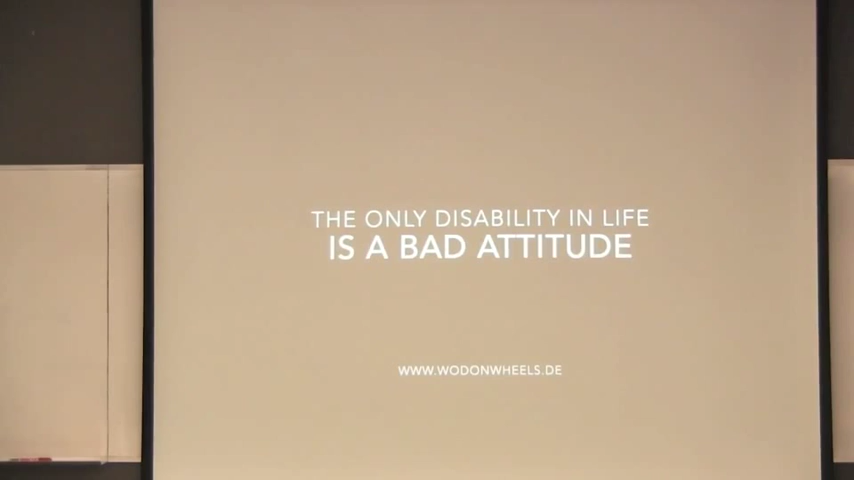 THE ONLY DISABILITY IN LIFE
IS A BAD ATTITUDE
WWW.WODONWHEELS.DE